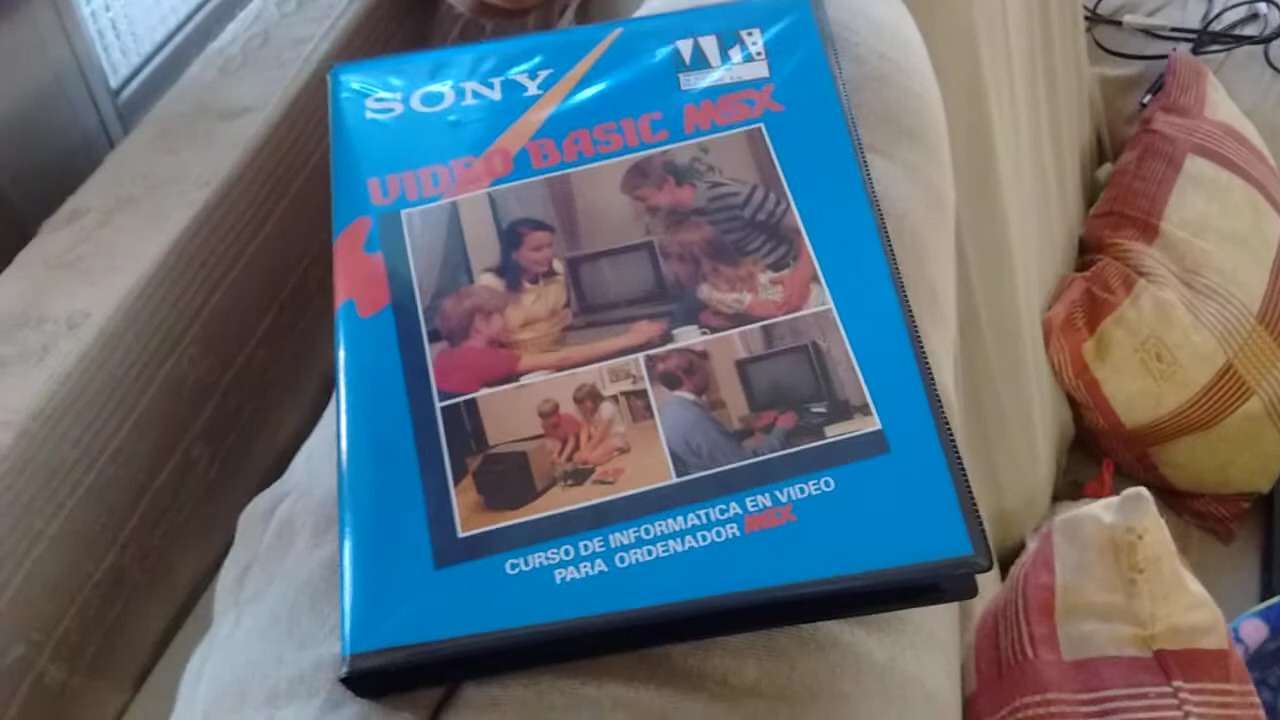 SONY
VIDEO BASIC MSX
CURSO DE INFORMATICA EN VIDEO
PARA ORDENADOR MSX